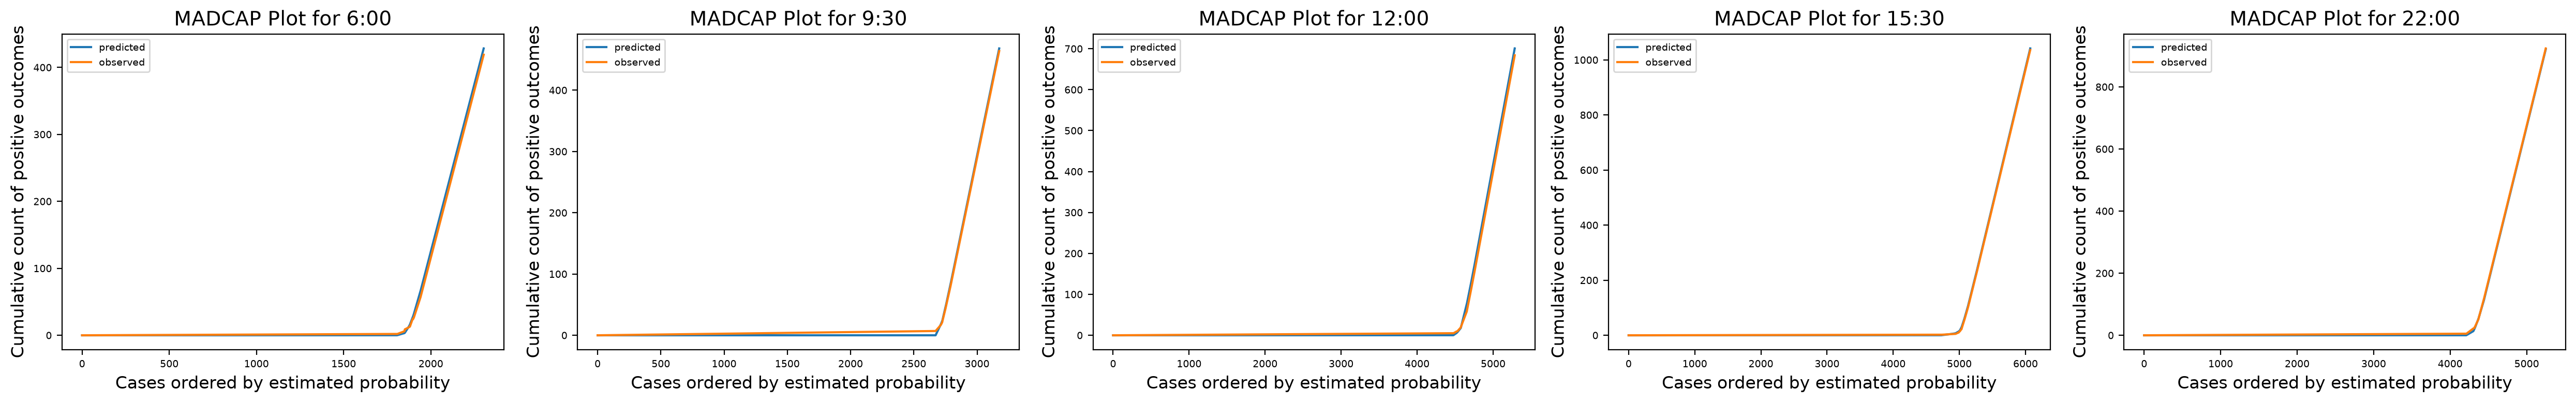 MADCAP Plot for 6:00
predicted
observed
Cumulative count of positive outcomes
400
300
200
100
0
0 500 1000 1500 2000
Cases ordered by estimated probability
MADCAP Plot for 9:30
predicted
observed
Cumulative count of positive outcomes
400
300
200
100
0
0 500 1000 1500 2000 2500 3000
Cases ordered by estimated probability
MADCAP Plot for 12:00
predicted
observed
Cumulative count of positive outcomes
700
600
500
400
300
200
100
0
0 1000 2000 3000 4000 5000
Cases ordered by estimated probability
MADCAP Plot for 15:30
predicted
observed
Cumulative count of positive outcomes
1000
800
600
400
200
0
0 1000 2000 3000 4000 5000 6000
Cases ordered by estimated probability
MADCAP Plot for 22:00
predicted
observed
Cumulative count of positive outcomes
800
600
400
200
0
0 1000 2000 3000 4000 5000
Cases ordered by estimated probability